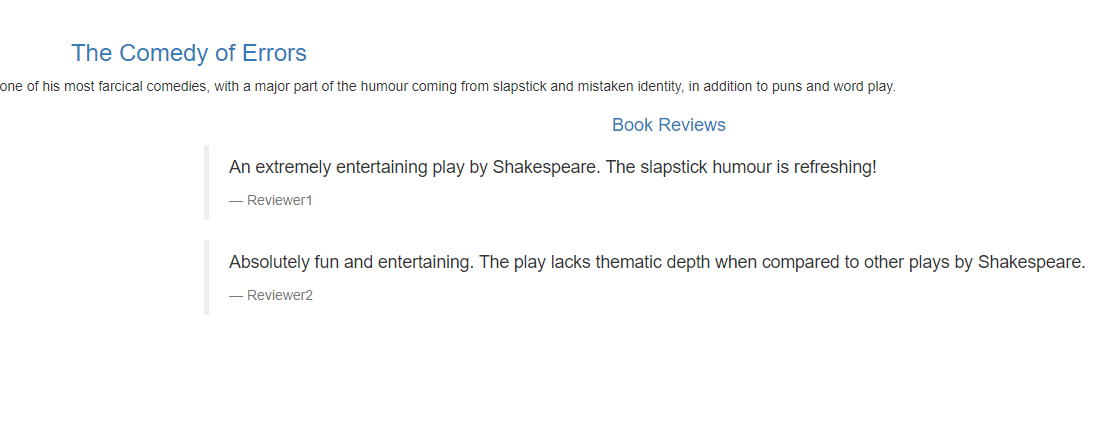 The Comedy of Errors
one of his most farcical comedies, with a major part of the humour coming from slapstick and mistaken identity, in addition to puns and word play.
Book Reviews
An extremely entertaining play by Shakespeare. The slapstick humour is refreshing!
— Reviewer1
Absolutely fun and entertaining. The play lacks thematic depth when compared to other plays by Shakespeare.
— Reviewer2